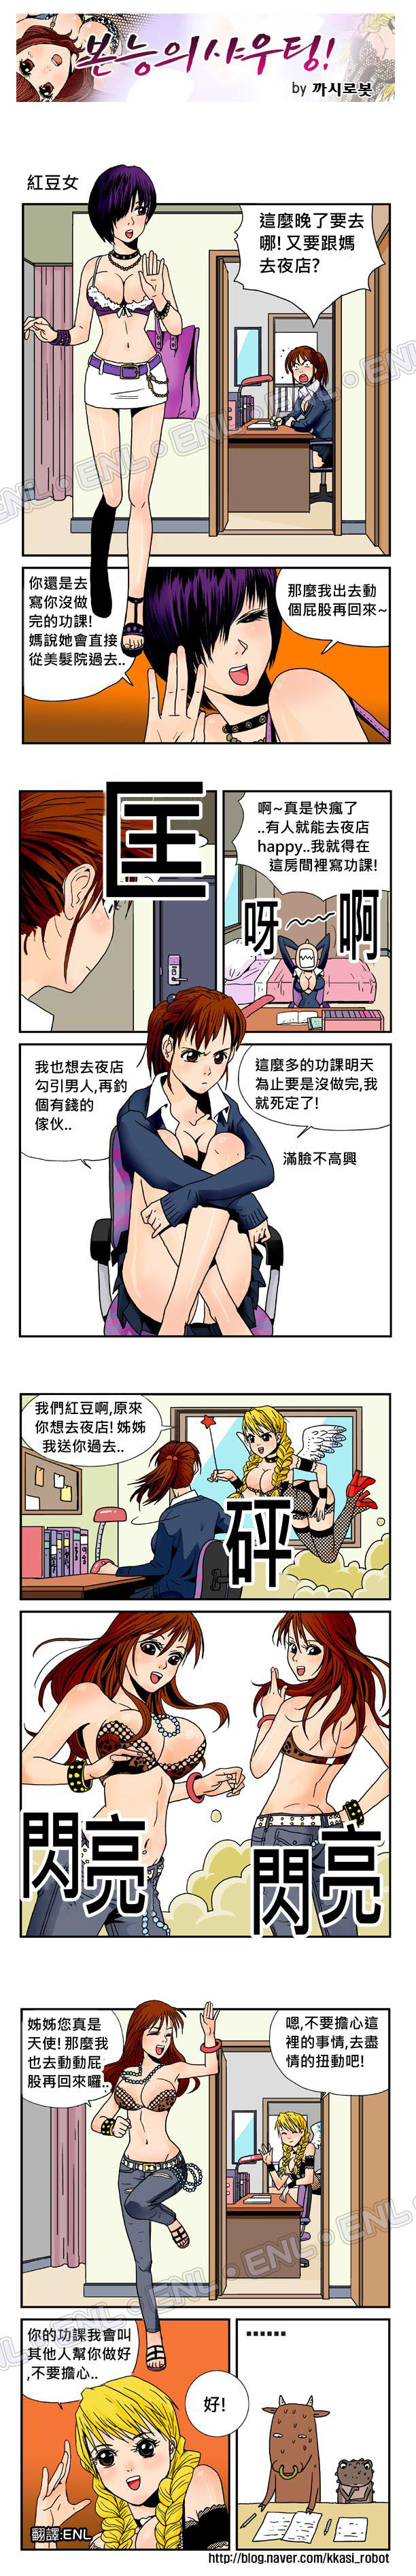 본능의 샤우팅!
by 까시로봇
紅豆女
這麼晚了要去
哪! 又要跟媽
去夜店?
你還是去
寫你沒做
完的功課!
媽說她會直接
從美髮院過去..
那麼我出去動
個屁股再回來~
匡
啊~真是快瘋了
..有人就能去夜店
happy..我就得在
這房間裡寫功課!
呀～～啊
我也想去夜店
勾引男人,再釣
個有錢的
傢伙..
這麼多的功課明天
為止要是沒做完,我
就死定了!
滿臉不高興
我們紅豆啊,原來
你想去夜店! 姊姊
我送你過去..
砰
閃亮
閃亮
姊姊您真是
天使! 那麼我
也去動動屁
股再回來囉..
嗯,不要擔心這
裡的事情,去盡
情的扭動吧!
你的功課我會叫
其他人幫你做好
,不要擔心..
好!
......
翻譯:ENL
http://blog.naver.com/kkasi_robot
ENL ENL ENL ENL
ENL ENL ENL ENL